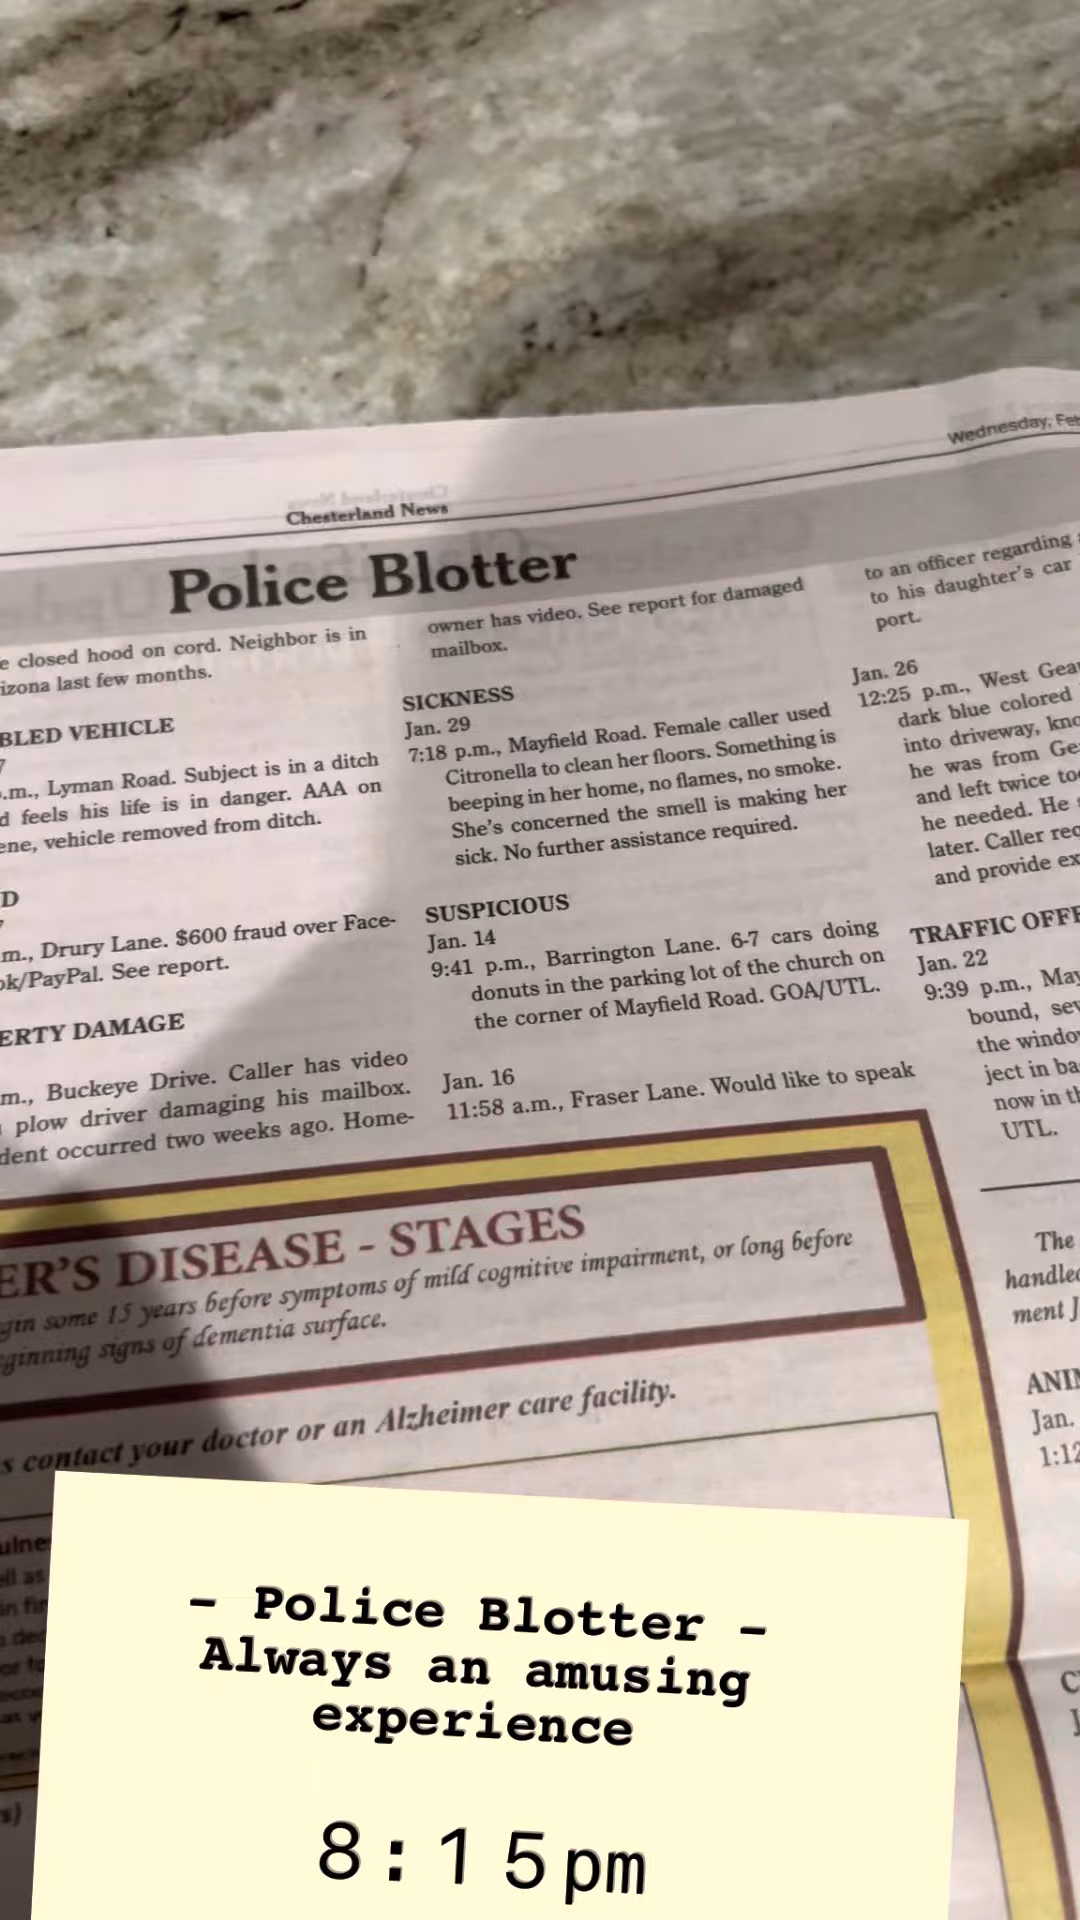 Wednesday, Feb
Chesterland News
Police Blotter
closed hood on cord. Neighbor is in
last few months.
BLED VEHICLE
7
.m., Lyman Road. Subject is in a ditch
feels his life is in danger. AAA on
ene, vehicle removed from ditch.
D
7
.m., Drury Lane. $600 fraud over Face-
ok/PayPal. See report.
ERTY DAMAGE
.m., Buckeye Drive. Caller has video
plow driver damaging his mailbox.
dent occurred two weeks ago. Home-
owner has video. See report for damaged
mailbox.
SICKNESS
Jan. 29
7:18 p.m., Mayfield Road. Female caller used
Citronella to clean her floors. Something is
beeping in her home, no flames, no smoke.
She's concerned the smell is making her
sick. No further assistance required.
SUSPICIOUS
Jan. 14
9:41 p.m., Barrington Lane. 6-7 cars doing
donuts in the parking lot of the church on
the corner of Mayfield Road. GOA/UTL.
Jan. 16
11:58 a.m., Fraser Lane. Would like to speak
to an officer regarding
to his daughter's car
port.
Jan. 26
12:25 p.m., West Gea
dark blue colored
into driveway, kno
he was from Ge
and left twice to
he needed. He
later. Caller rec
and provide ex
TRAFFIC OFFE
Jan. 22
9:39 p.m., May
bound, sev
the windo
ject in ba
now in th
UTL.
The
handled
ment J
ANI
Jan.
1:12
ER'S DISEASE - STAGES
gin some 15 years before symptoms of mild cognitive impairment, or long before
ginning signs of dementia surface.
s contact your doctor or an Alzheimer care facility.
- Police Blotter -
Always an amusing
experience
8:15pm